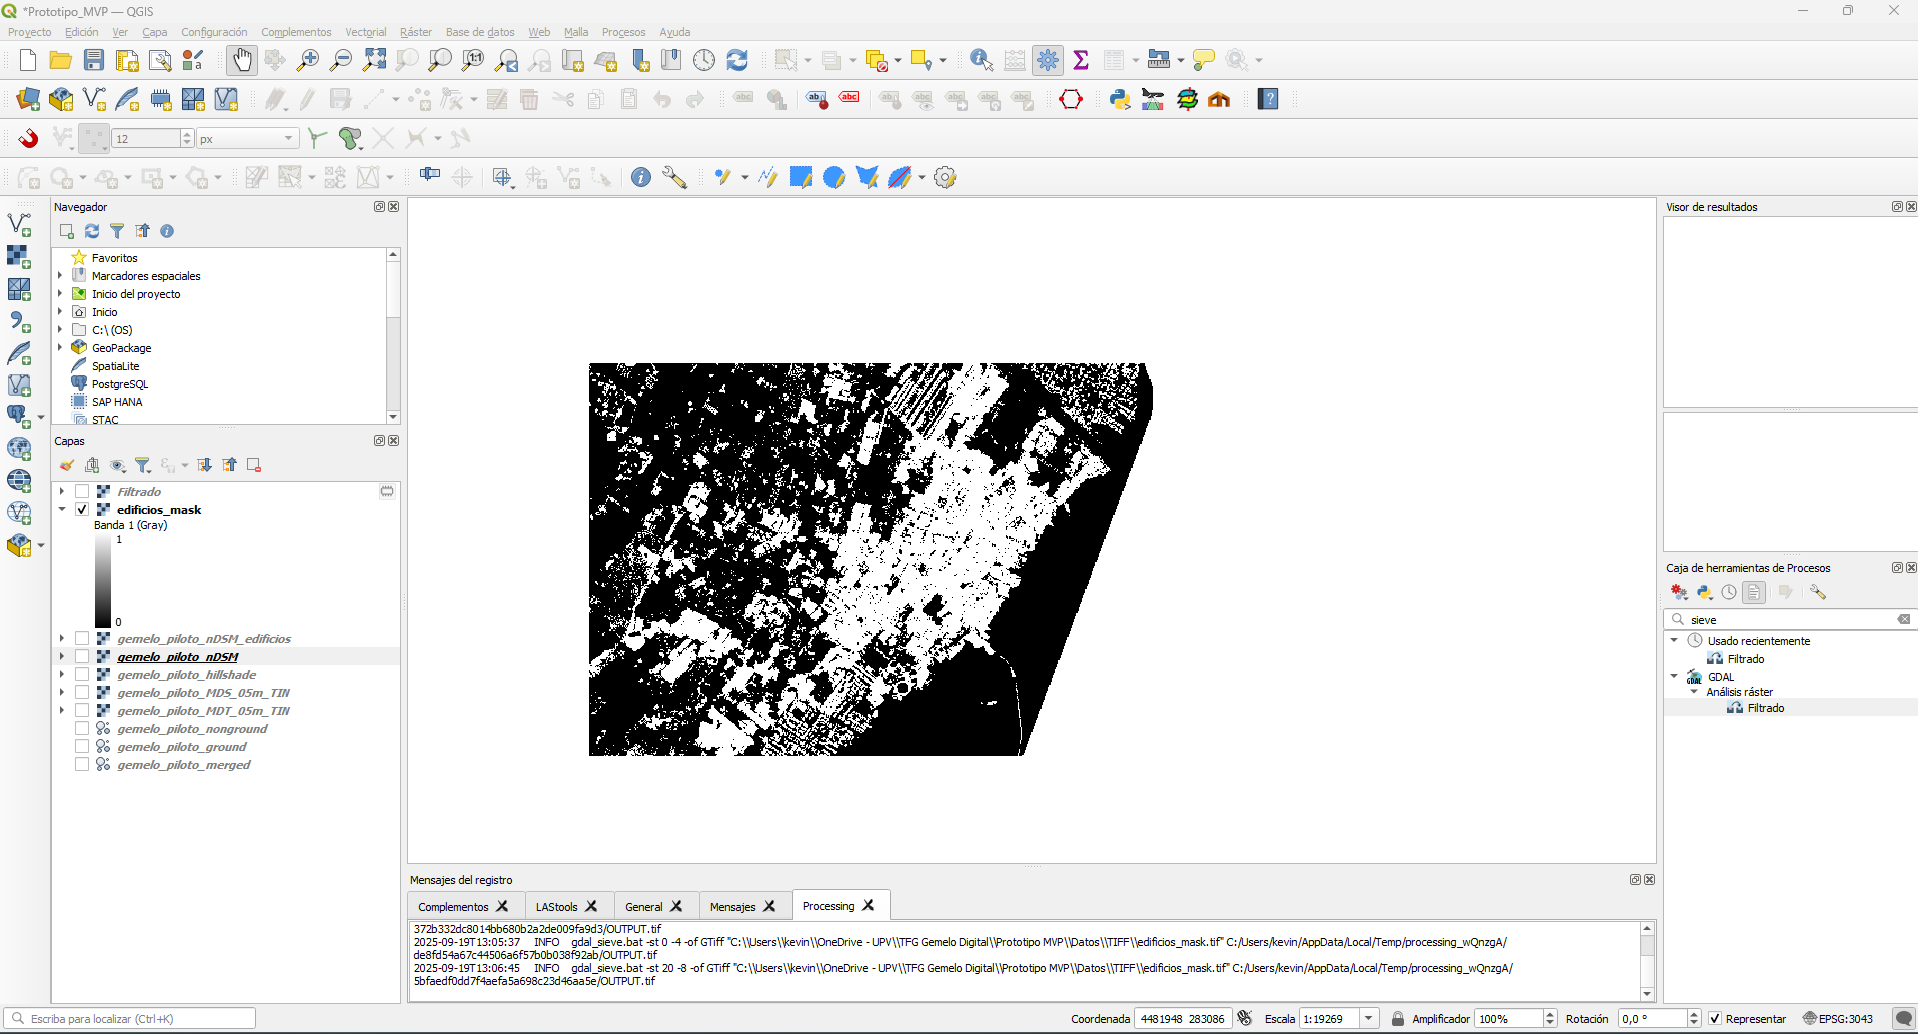 *Prototipo_MVP — QGIS
Proyecto Edición Ver Capa Configuración Complementos Vectorial Ráster Base de datos Web Malla Procesos Ayuda
12 px
Navegador
Favoritos
Marcadores espaciales
Inicio del proyecto
Inicio
C:\ (OS)
GeoPackage
SpatiaLite
PostgreSQL
SAP HANA
STAC
Capas
Filtrado
edificios_mask
Banda 1 (Gray)
1
0
gemelo_piloto_nDSM_edificios
gemelo_piloto_nDSM
gemelo_piloto_hillshade
gemelo_piloto_MDS_05m_TIN
gemelo_piloto_MDT_05m_TIN
gemelo_piloto_nonground
gemelo_piloto_ground
gemelo_piloto_merged
Mensajes del registro
Complementos LAStools General Mensajes Processing
372b332dc8014bb680b2a2de009fa9d3/OUTPUT.tif
2025-09-19T13:05:37 INFO gdal_sieve.bat -st 0 -4 -of GTiff "C:\\Users\\kevin\\OneDrive - UPV\\TFG Gemelo Digital\\Prototipo MVP\\Datos\\TIFF\\edificios_mask.tif" C:/Users/kevin/AppData/Local/Temp/processing_wQnzgA/
de8fd54a67c44506a6f57b0b038f92ab/OUTPUT.tif
2025-09-19T13:06:45 INFO gdal_sieve.bat -st 20 -8 -of GTiff "C:\\Users\\kevin\\OneDrive - UPV\\TFG Gemelo Digital\\Prototipo MVP\\Datos\\TIFF\\edificios_mask.tif" C:/Users/kevin/AppData/Local/Temp/processing_wQnzgA/
5bfaedf0dd7f4aefa5a698c23d46aa5e/OUTPUT.tif
Visor de resultados
Caja de herramientas de Procesos
sieve
Usado recientemente
Filtrado
GDAL
Análisis ráster
Filtrado
Escriba para localizar (Ctrl+K)
Coordenada 4481948 283086 Escala 1:19269 Amplificador 100% Rotación 0,0 ° Representar EPSG:3043